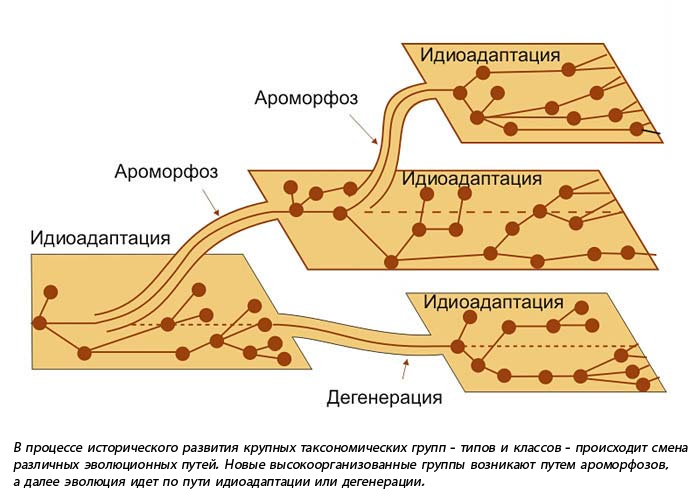 Идиоадаптация
Ароморфоз
Ароморфоз
Идиоадаптация
Идиоадаптация
Идиоадаптация
Дегенерация
В процессе исторического развития крупных таксономических групп - типов и классов - происходит смена
различных эволюционных путей. Новые высокоорганизованные группы возникают путем ароморфозов,
а далее эволюция идет по пути идиоадаптации или дегенерации.